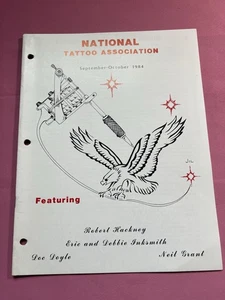 NATIONAL
TATTOO ASSOCIATION
September-October 1984
Featuring
Robert Hackney
Eric and Debbie Inksmith
Doc Doyle
Neil Grant